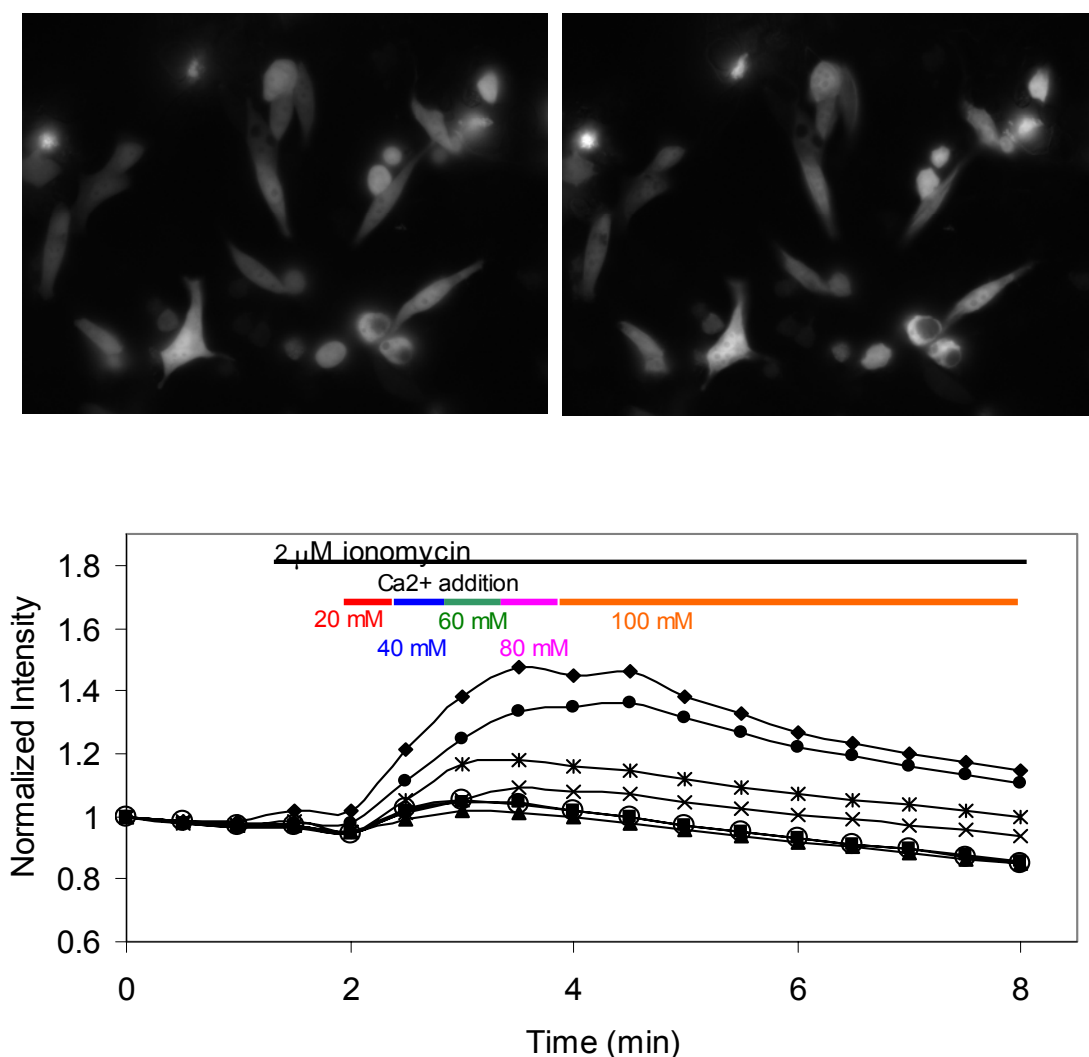 1.8
1.6
1.4
1.2
1
0.8
0.6
Normalized Intensity
2 μM ionomycin
Ca2+ addition
20 mM
40 mM
60 mM
80 mM
100 mM
0
2
4
6
8
Time (min)